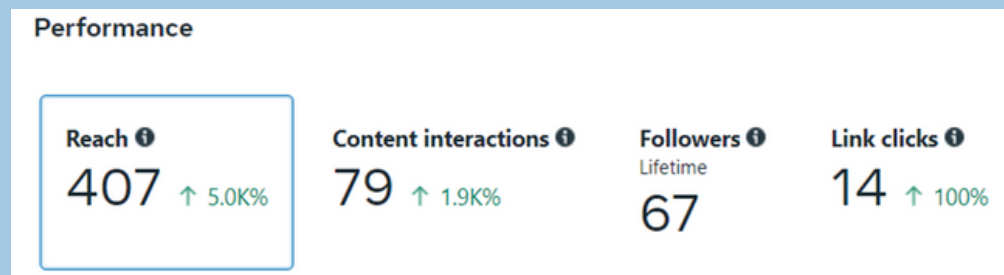 Performance
Reach
407 ↑ 5.0K%
Content interactions
79 ↑ 1.9K%
Followers
Lifetime
67
Link clicks
14 ↑ 100%